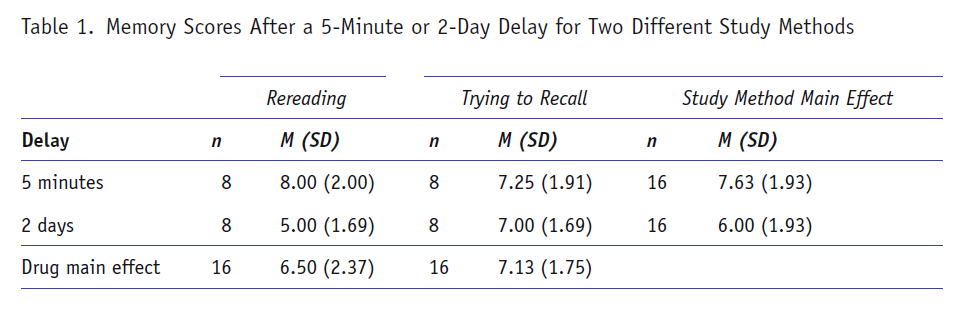 Table 1. Memory Scores After a 5-Minute or 2-Day Delay for Two Different Study Methods
Rereading Trying to Recall Study Method Main Effect
Delay n M (SD) n M (SD) n M (SD)
5 minutes 8 8.00 (2.00) 8 7.25 (1.91) 16 7.63 (1.93)
2 days 8 5.00 (1.69) 8 7.00 (1.69) 16 6.00 (1.93)
Drug main effect 16 6.50 (2.37) 16 7.13 (1.75)